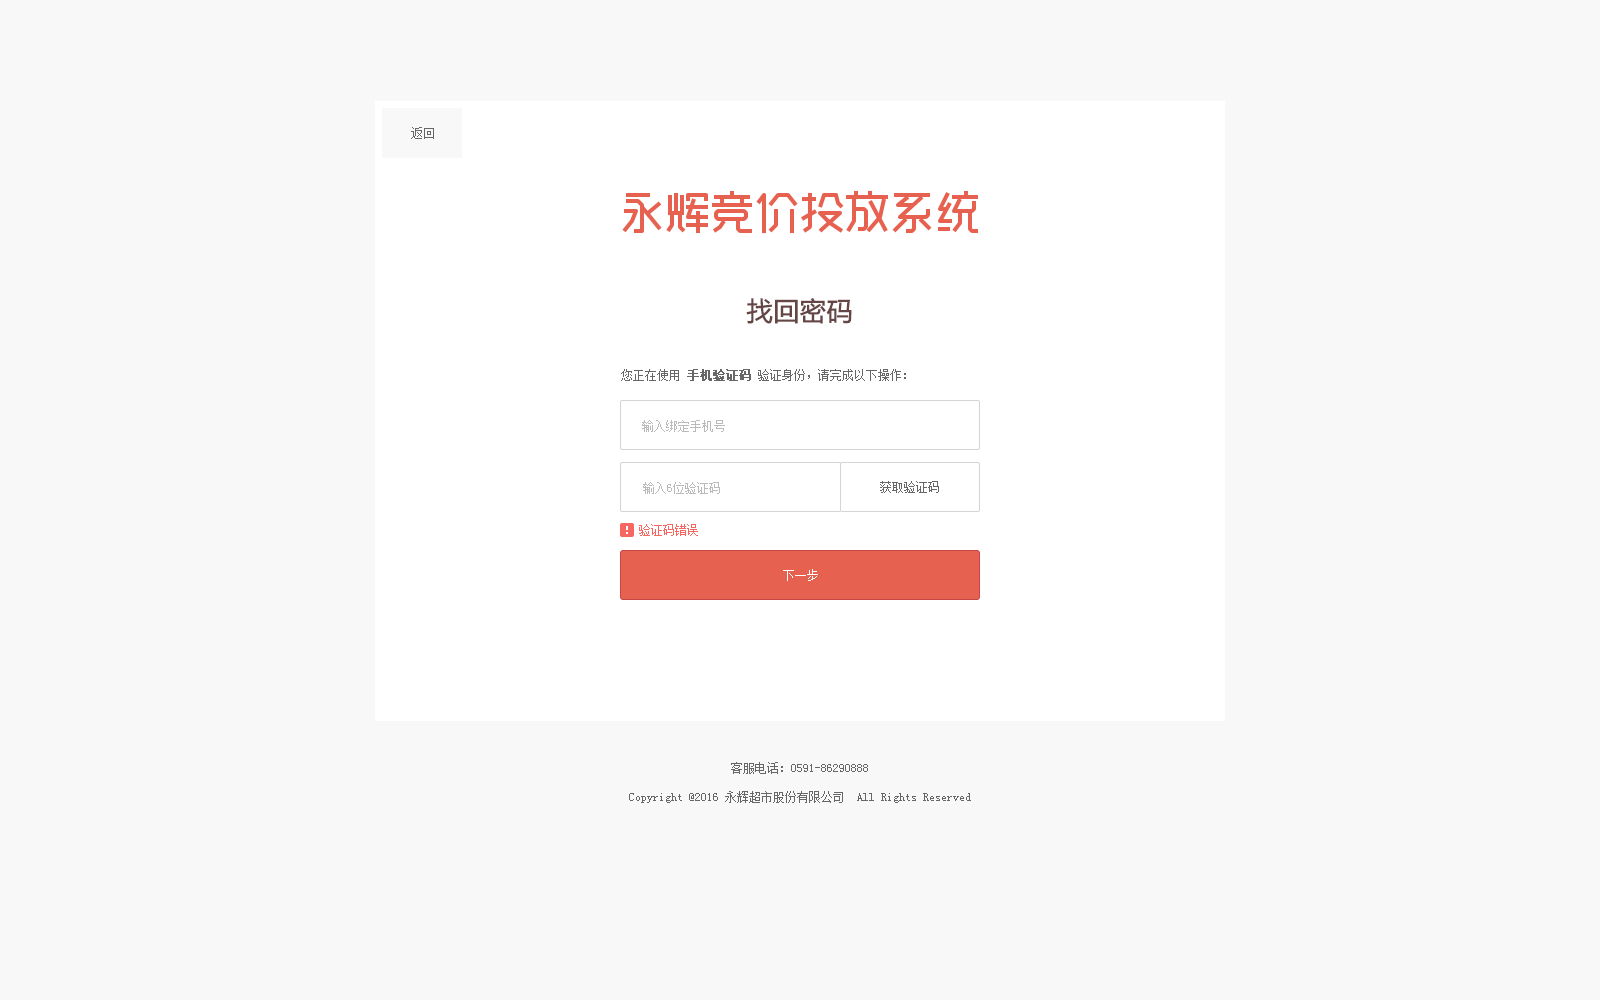 返回
永辉竞价投放系统
找回密码
您正在使用 手机验证码 验证身份，请完成以下操作：
输入绑定手机号
输入6位验证码 获取验证码
验证码错误
下一步
客服电话：0591-86290888
Copyright @2016 永辉超市股份有限公司 All Rights Reserved